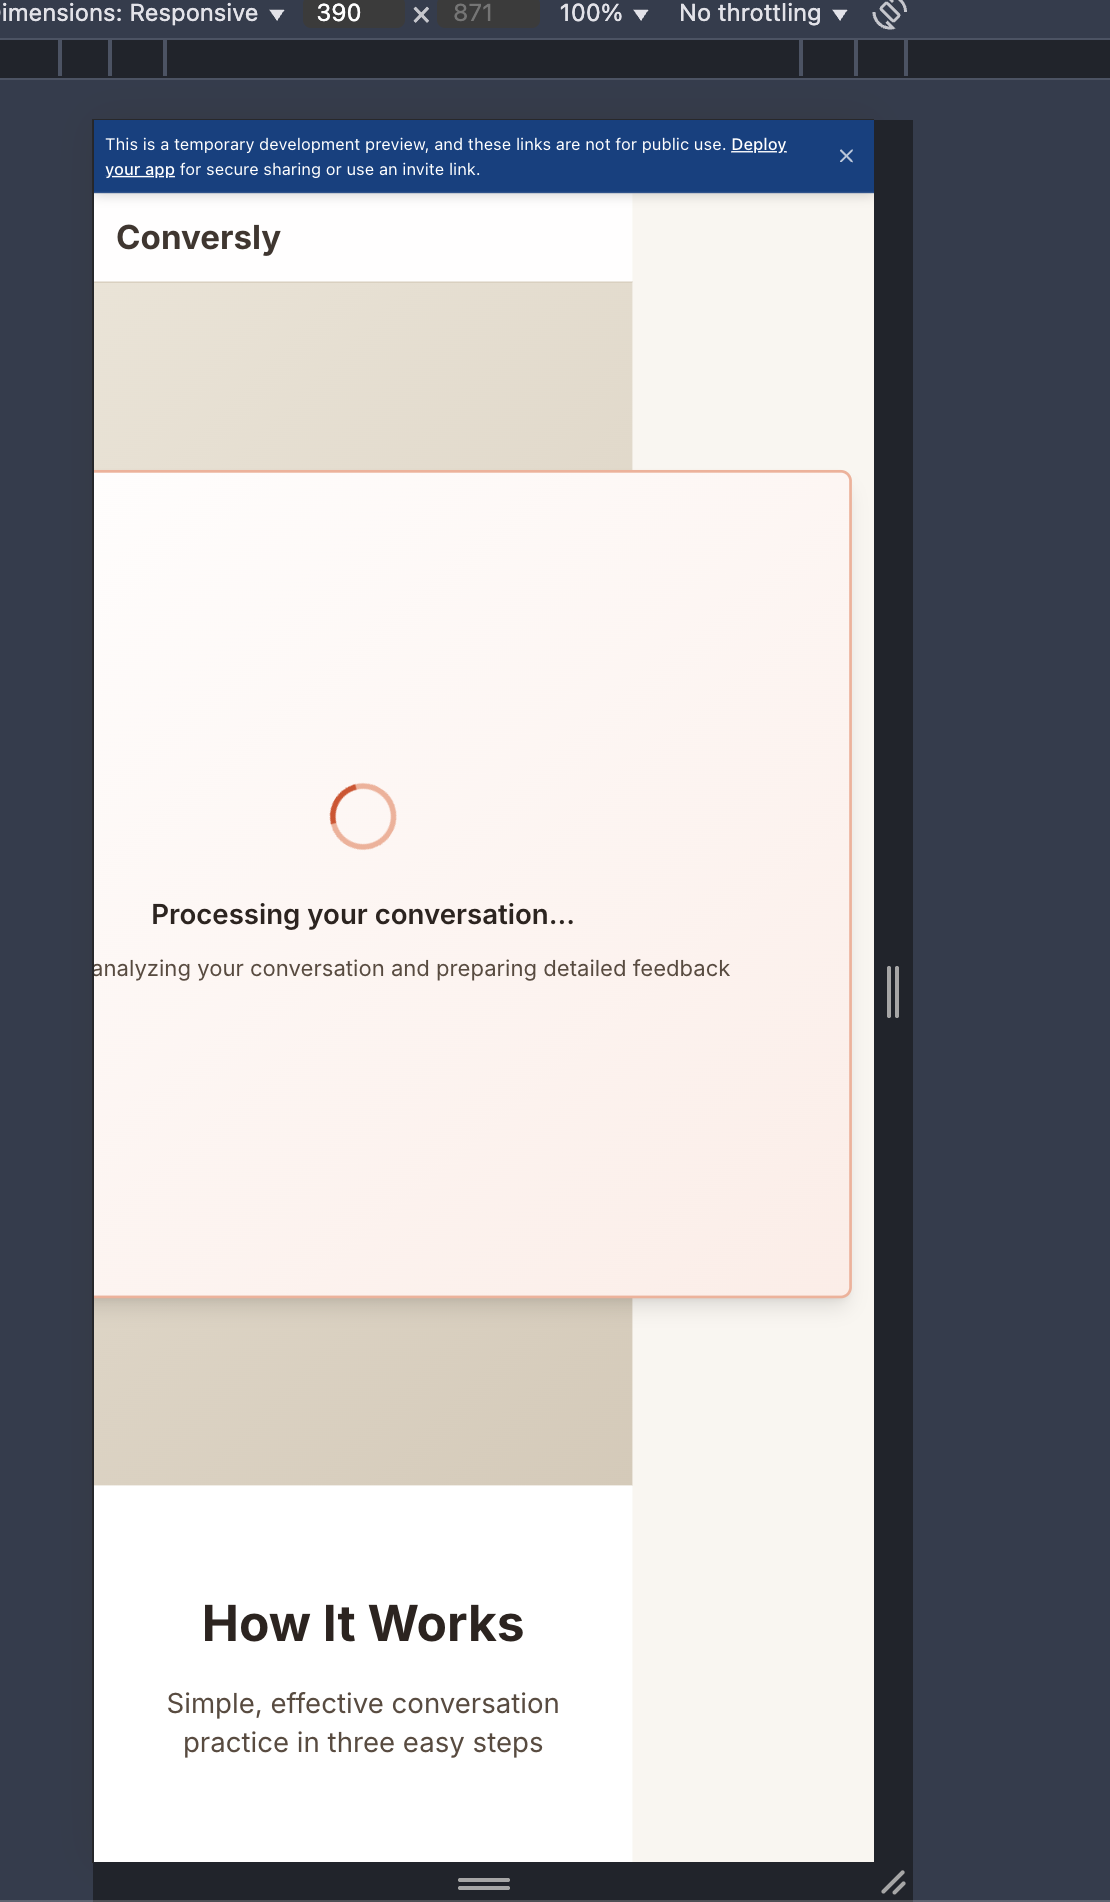 imensions: Responsive ▼ 390 × 871 100% ▼ No throttling ▼
This is a temporary development preview, and these links are not for public use. Deploy
your app for secure sharing or use an invite link.
Conversly
Processing your conversation...
analyzing your conversation and preparing detailed feedback
How It Works
Simple, effective conversation
practice in three easy steps